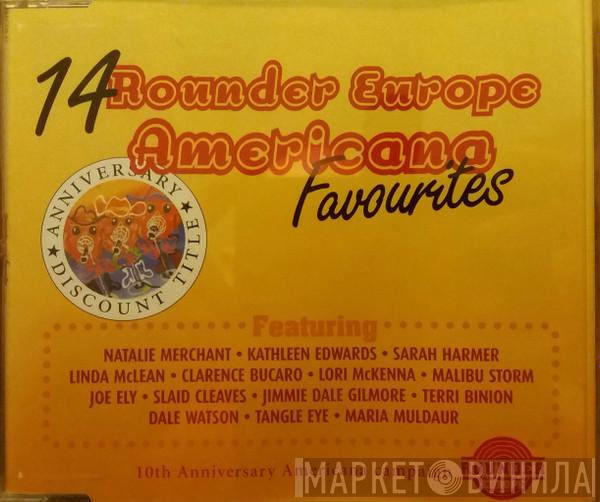 14 Rounder Europe
Americana
Favourites
★ ANNIVERSARY ★
DISCOUNT TITLE
Featuring
NATALIE MERCHANT • KATHLEEN EDWARDS • SARAH HARMER
LINDA McLEAN • CLARENCE BUCARO • LORI McKENNA • MALIBU STORM
JOE ELY • SLAID CLEAVES • JIMMIE DALE GILMORE • TERRI BINION
DALE WATSON • TANGLE EYE • MARIA MULDAUR
10th Anniversary Americana campaign
МАРКЕТ ВИНИЛА